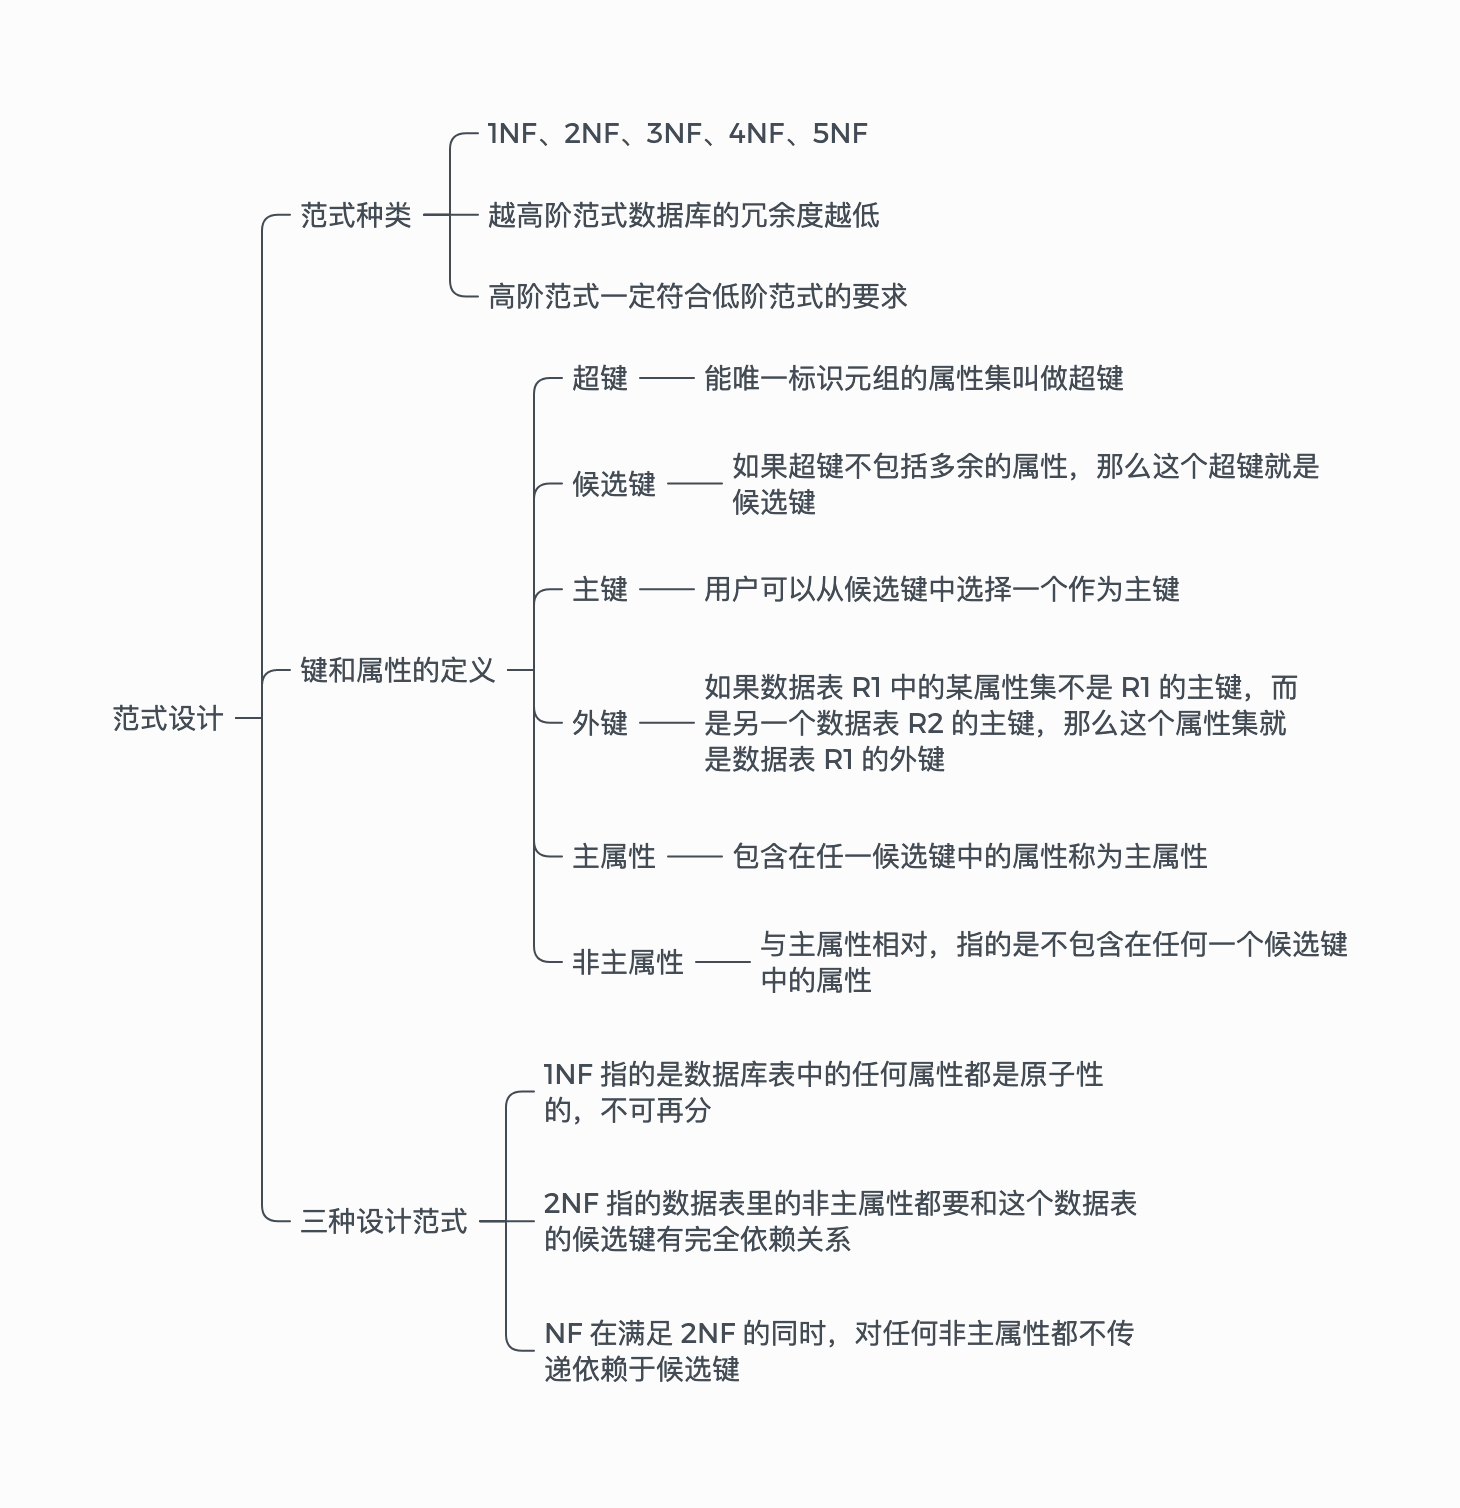 范式设计
范式种类
1NF、2NF、3NF、4NF、5NF
越高阶范式数据库的冗余度越低
高阶范式一定符合低阶范式的要求
键和属性的定义
超键
能唯一标识元组的属性集叫做超键
候选键
如果超键不包括多余的属性，那么这个超键就是
候选键
主键
用户可以从候选键中选择一个作为主键
外键
如果数据表 R1 中的某属性集不是 R1 的主键，而
是另一个数据表 R2 的主键，那么这个属性集就
是数据表 R1 的外键
主属性
包含在任一候选键中的属性称为主属性
非主属性
与主属性相对，指的是不包含在任何一个候选键
中的属性
三种设计范式
1NF 指的是数据库表中的任何属性都是原子性
的，不可再分
2NF 指的数据表里的非主属性都要和这个数据表
的候选键有完全依赖关系
NF 在满足 2NF 的同时，对任何非主属性都不传
递依赖于候选键